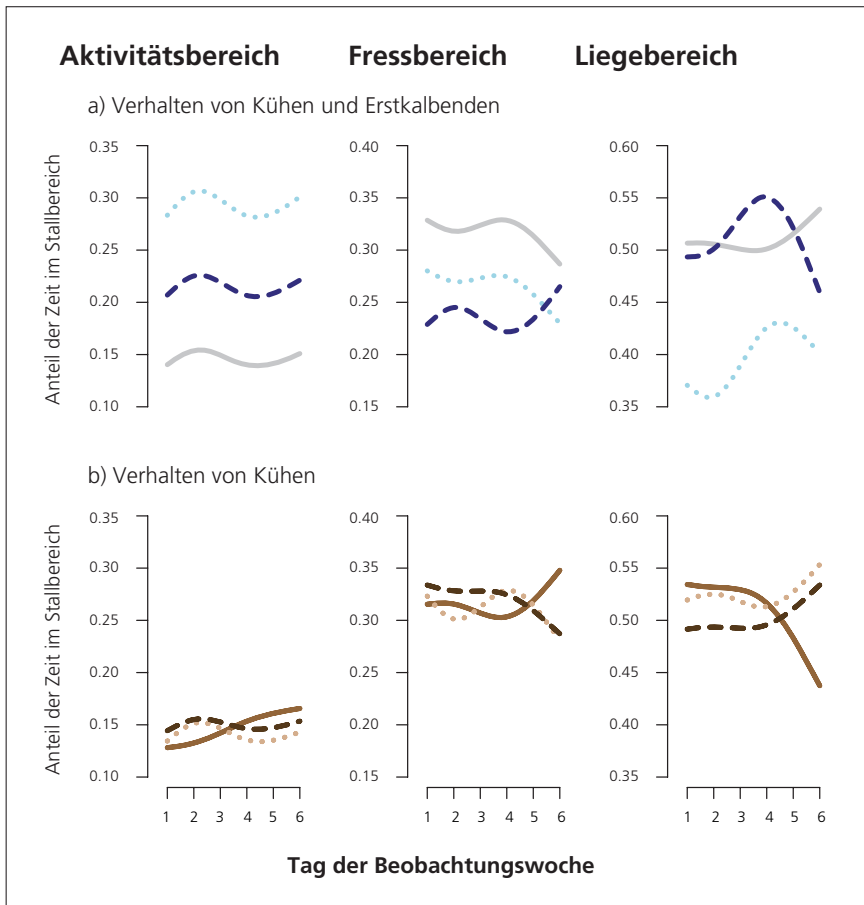 Aktivitätsbereich Fressbereich Liegebereich
a) Verhalten von Kühen und Erstkalbenden
Anteil der Zeit im Stallbereich
0.35 0.40 0.60
0.30 0.35 0.55
0.25 0.30 0.50
0.20 0.25 0.45
0.15 0.20 0.40
0.10 0.15 0.35
b) Verhalten von Kühen
Anteil der Zeit im Stallbereich
0.35 0.40 0.60
0.30 0.35 0.55
0.25 0.30 0.50
0.20 0.25 0.45
0.15 0.20 0.40
0.10 0.15 0.35
1 2 3 4 5 6 1 2 3 4 5 6 1 2 3 4 5 6
Tag der Beobachtungswoche